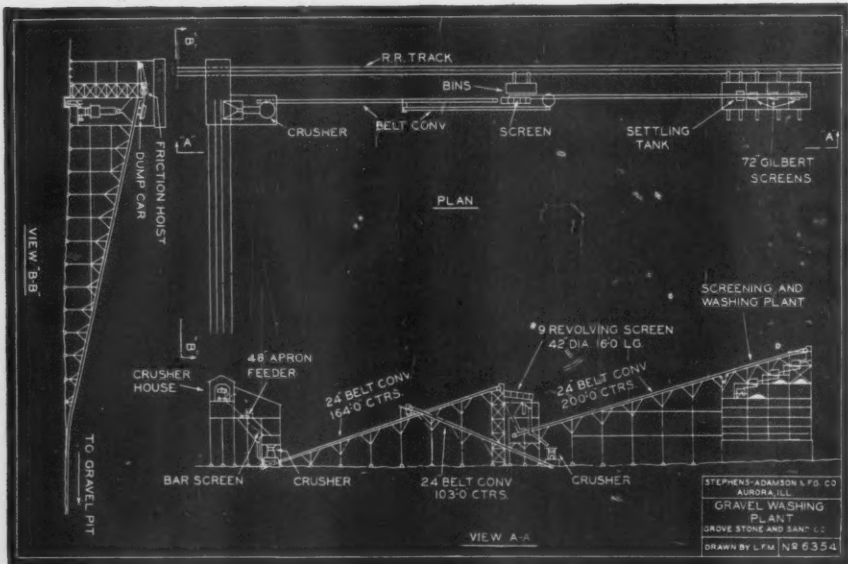 "B"
R.R. TRACK
BINS
CRUSHER
BELT CONV
SCREEN
SETTLING
TANK
"A"
"A"
72" GILBERT
SCREENS
DUMP CAR
FRICTION HOIST
VIEW "B-B"
PLAN
"B"
TO GRAVEL PIT
CRUSHER
HOUSE
48" APRON
FEEDER
24" BELT CONV
164'-0 CTRS.
#9 REVOLVING SCREEN
42" DIA. 16'-0 LG.
24" BELT CONV
200'-0 CTRS.
SCREENING AND
WASHING PLANT
BAR SCREEN
CRUSHER
24" BELT CONV
103'-0 CTRS.
CRUSHER
VIEW A-A
STEPHENS-ADAMSON MFG. CO
AURORA, ILL.
GRAVEL WASHING
PLANT
GROVE STONE AND SAND CO
DRAWN BY L.F.M. No 6354